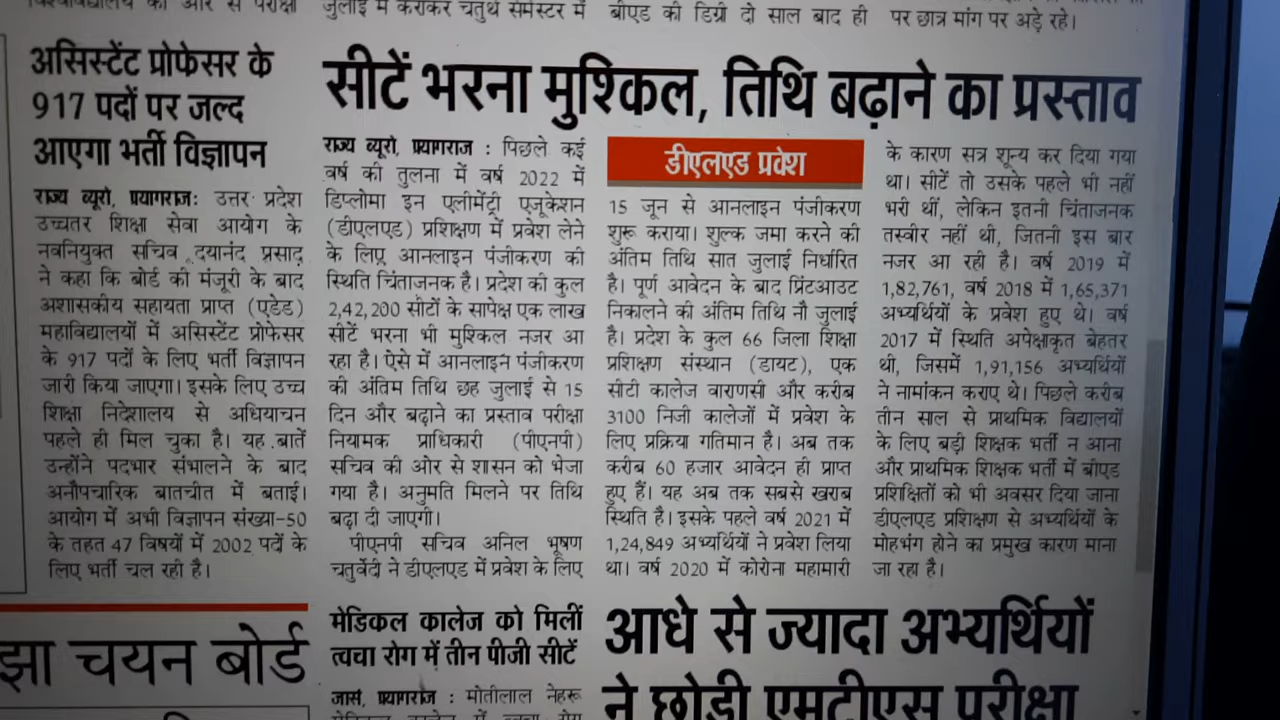 जुलाई में कराकर चतुर्थ सेमेस्टर में
बीएड की डिग्री दो साल बाद ही
पर छात्र मांग पर अड़े रहे।
असिस्टेंट प्रोफेसर के
917 पदों पर जल्द
आएगा भर्ती विज्ञापन
राज्य ब्यूरो, प्रयागराज: उत्तर प्रदेश
उच्चतर शिक्षा सेवा आयोग के
नवनियुक्त सचिव दयानंद प्रसाद
ने कहा कि बोर्ड की मंजूरी के बाद
अशासकीय सहायता प्राप्त (एडेड)
महाविद्यालयों में असिस्टेंट प्रोफेसर
के 917 पदों के लिए भर्ती विज्ञापन
जारी किया जाएगा। इसके लिए उच्च
शिक्षा निदेशालय से अधियाचन
पहले ही मिल चुका है। यह बातें
उन्होंने पदभार संभालने के बाद
अनौपचारिक बातचीत में बताई।
आयोग में अभी विज्ञापन संख्या-50
के तहत 47 विषयों में 2002 पदों के
लिए भर्ती चल रही है।
सीटें भरना मुश्किल, तिथि बढ़ाने का प्रस्ताव
राज्य ब्यूरो, प्रयागराज : पिछले कई
वर्ष की तुलना में वर्ष 2022 में
डिप्लोमा इन एलीमेंट्री एजूकेशन
(डीएलएड) प्रशिक्षण में प्रवेश लेने
के लिए आनलाइन पंजीकरण की
स्थिति चिंताजनक है। प्रदेश की कुल
2,42,200 सीटों के सापेक्ष एक लाख
सीटें भरना भी मुश्किल नजर आ
रहा है। ऐसे में आनलाइन पंजीकरण
की अंतिम तिथि छह जुलाई से 15
दिन और बढ़ाने का प्रस्ताव परीक्षा
नियामक प्राधिकारी (पीएनपी)
सचिव की ओर से शासन को भेजा
गया है। अनुमति मिलने पर तिथि
बढ़ा दी जाएगी।
पीएनपी सचिव अनिल भूषण
चतुर्वेदी ने डीएलएड में प्रवेश के लिए
डीएलएड प्रवेश
15 जून से आनलाइन पंजीकरण
शुरू कराया। शुल्क जमा करने की
अंतिम तिथि सात जुलाई निर्धारित
है। पूर्ण आवेदन के बाद प्रिंटआउट
निकालने की अंतिम तिथि नौ जुलाई
है। प्रदेश के कुल 66 जिला शिक्षा
प्रशिक्षण संस्थान (डायट), एक
सीटी कालेज वाराणसी और करीब
3100 निजी कालेजों में प्रवेश के
लिए प्रक्रिया गतिमान है। अब तक
करीब 60 हजार आवेदन ही प्राप्त
हुए हैं। यह अब तक सबसे खराब
स्थिति है। इसके पहले वर्ष 2021 में
1,24,849 अभ्यर्थियों ने प्रवेश लिया
था। वर्ष 2020 में कोरोना महामारी
के कारण सत्र शून्य कर दिया गया
था। सीटें तो उसके पहले भी नहीं
भरी थीं, लेकिन इतनी चिंताजनक
तस्वीर नहीं थी, जितनी इस बार
नजर आ रही है। वर्ष 2019 में
1,82,761, वर्ष 2018 में 1,65,371
अभ्यर्थियों के प्रवेश हुए थे। वर्ष
2017 में स्थिति अपेक्षाकृत बेहतर
थी, जिसमें 1,91,156 अभ्यर्थियों
ने नामांकन कराए थे। पिछले करीब
तीन साल से प्राथमिक विद्यालयों
के लिए बड़ी शिक्षक भर्ती न आना
और प्राथमिक शिक्षक भर्ती में बीएड
प्रशिक्षितों को भी अवसर दिया जाना
डीएलएड प्रशिक्षण से अभ्यर्थियों के
मोहभंग होने का प्रमुख कारण माना
जा रहा है।
झा चयन बोर्ड
मेडिकल कालेज को मिलीं
त्वचा रोग में तीन पीजी सीटें
जासं, प्रयागराज : मोतीलाल नेहरू
आधे से ज्यादा अभ्यर्थियों
ने छोड़ी एमटीएस परीक्षा